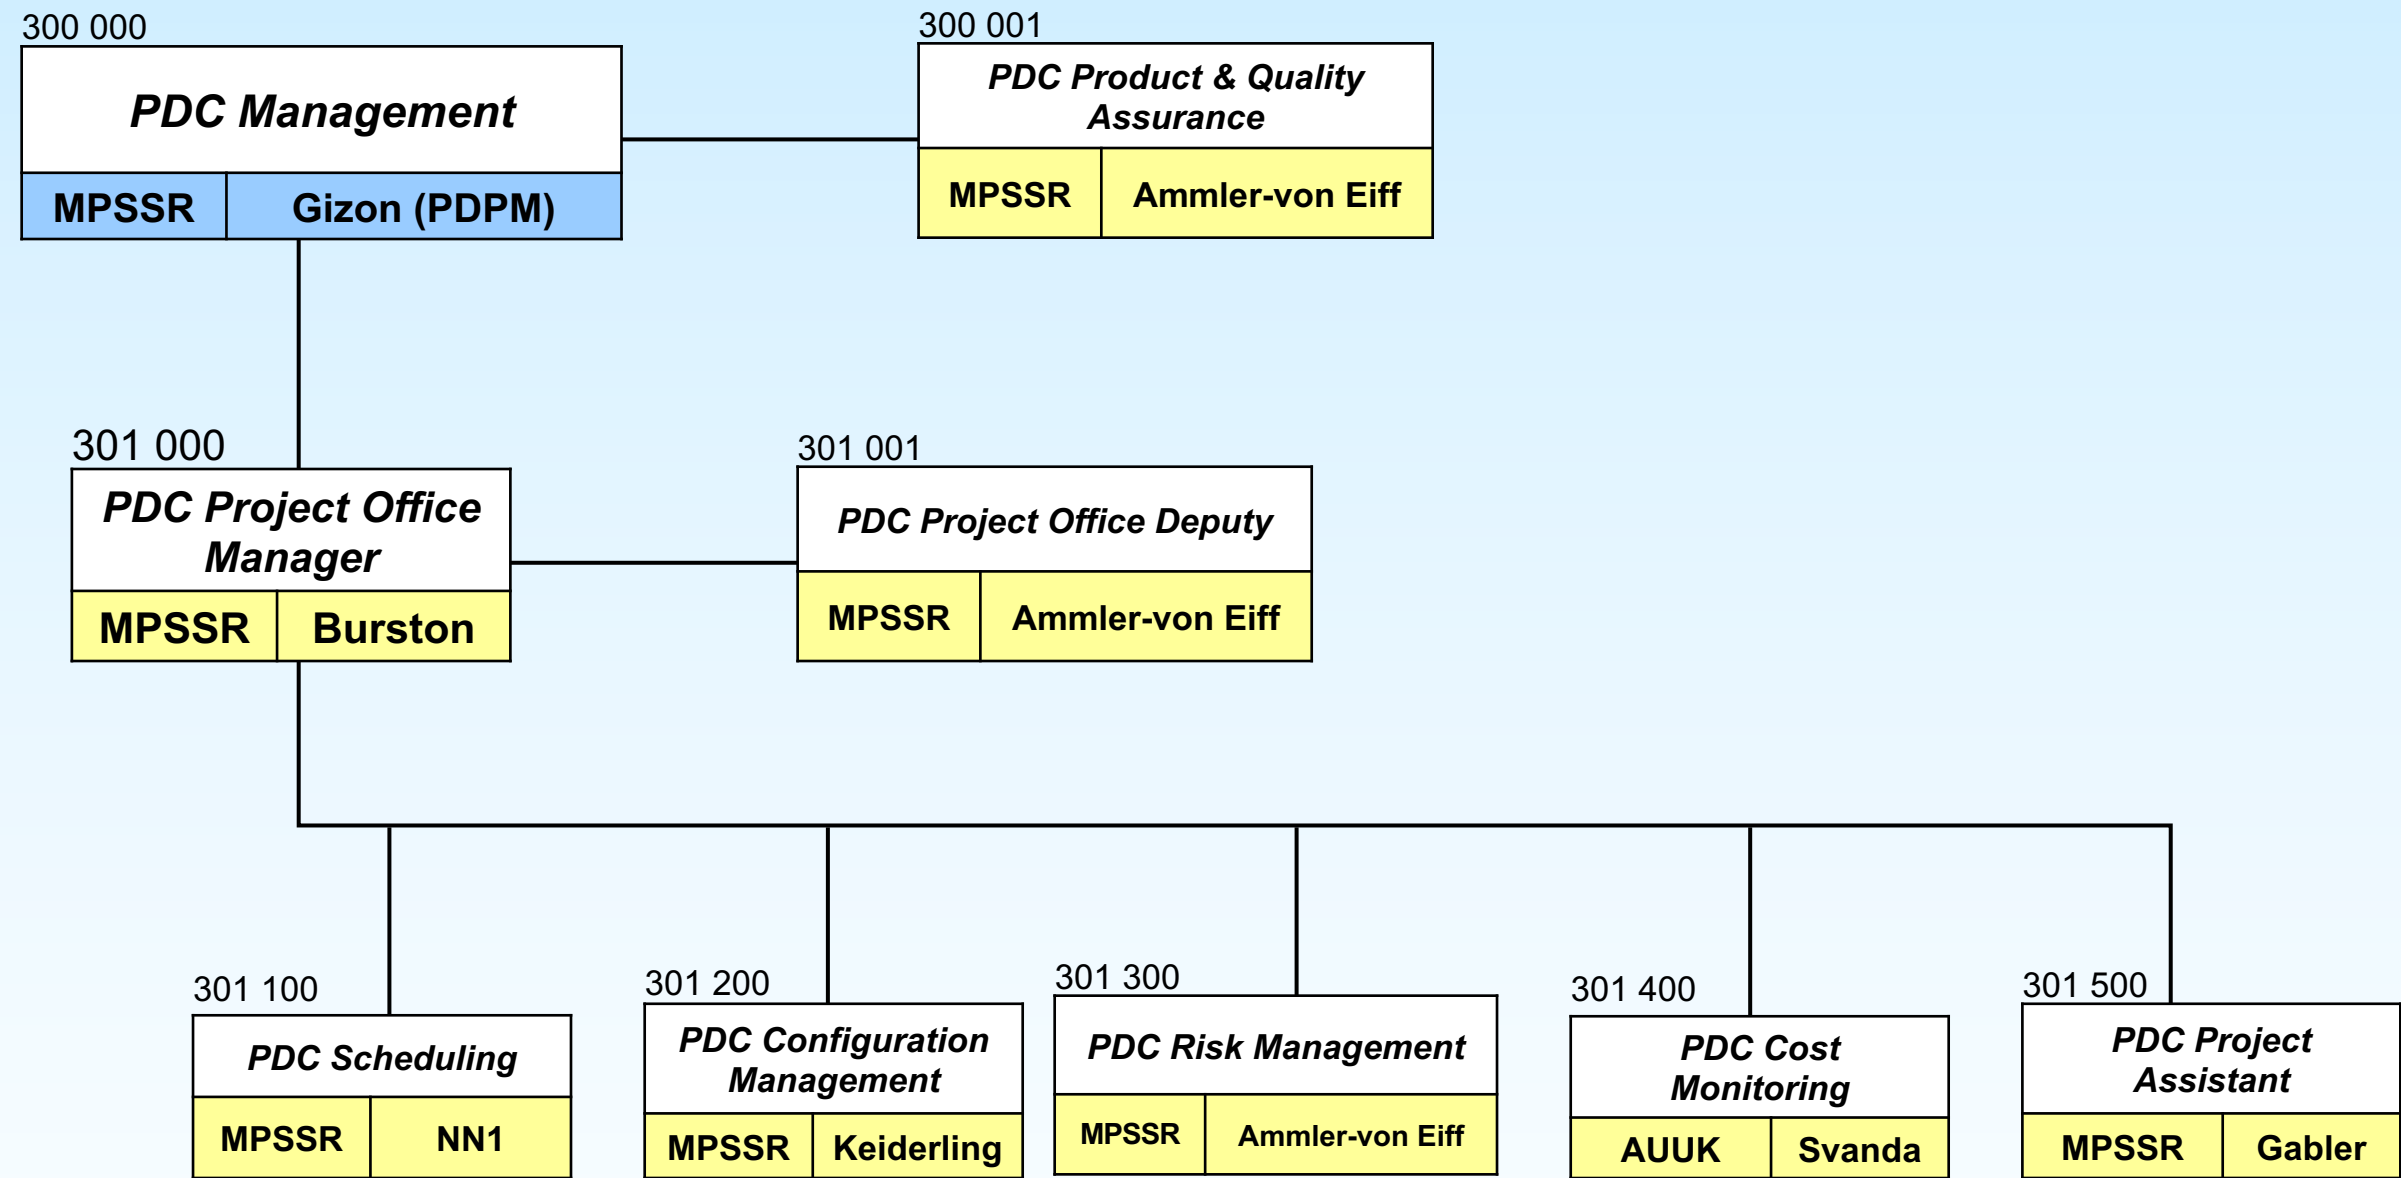 300 000
PDC Management
MPSSR Gizon (PDPM)
300 001
PDC Product & Quality
Assurance
MPSSR Ammler-von Eiff
301 000
PDC Project Office
Manager
MPSSR Burston
301 001
PDC Project Office Deputy
MPSSR Ammler-von Eiff
301 100
PDC Scheduling
MPSSR NN1
301 200
PDC Configuration
Management
MPSSR Keiderling
301 300
PDC Risk Management
MPSSR Ammler-von Eiff
301 400
PDC Cost
Monitoring
AUUK Svanda
301 500
PDC Project
Assistant
MPSSR Gabler